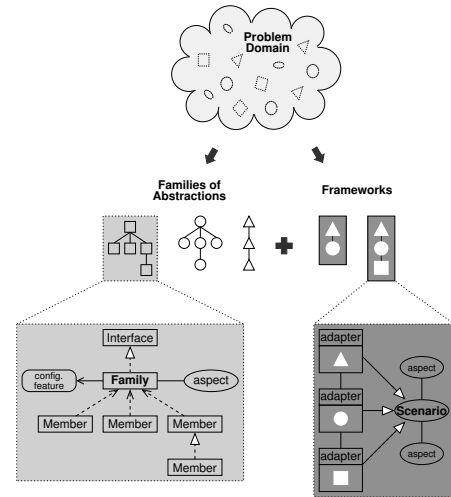 Problem
Domain
Families of
Abstractions
Frameworks
Interface
config.
feature
Family
aspect
Member
Member
Member
Member
adapter
adapter
adapter
aspect
Scenario
aspect